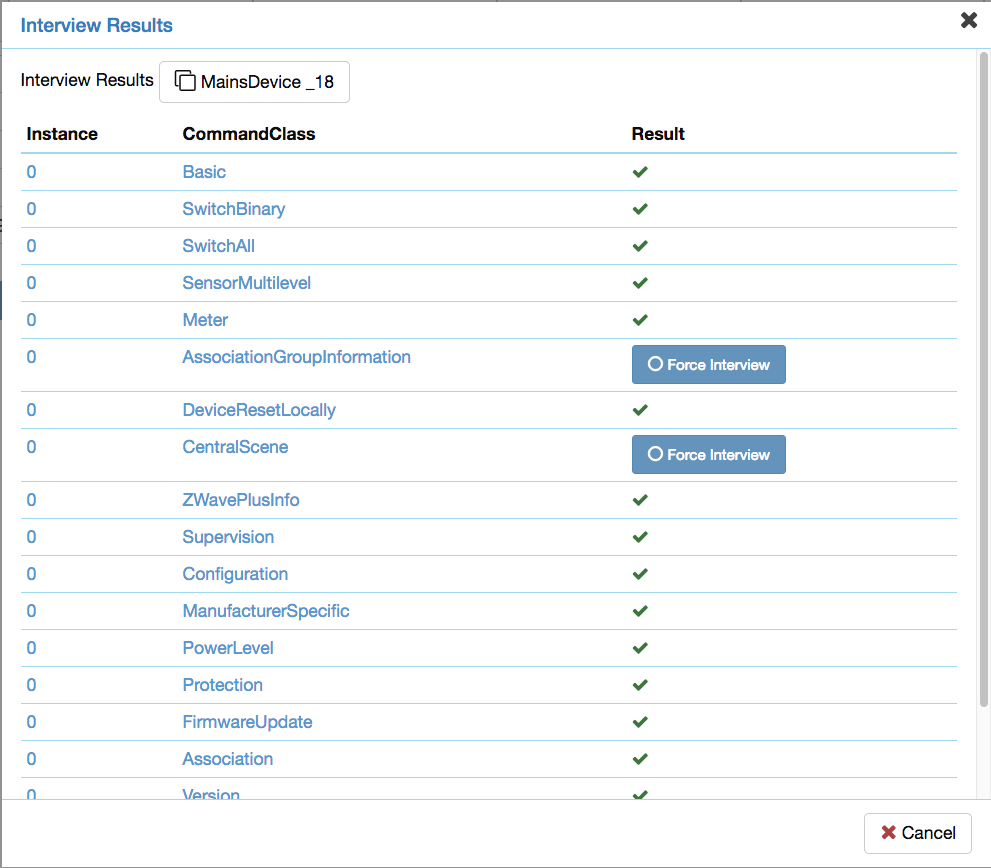 Interview Results
Interview Results MainsDevice _18
Instance CommandClass Result
0 Basic
0 SwitchBinary
0 SwitchAll
0 SensorMultilevel
0 Meter
0 AssociationGroupInformation Force Interview
0 DeviceResetLocally
0 CentralScene Force Interview
0 ZWavePlusInfo
0 Supervision
0 Configuration
0 ManufacturerSpecific
0 PowerLevel
0 Protection
0 FirmwareUpdate
0 Association
0 Version
Cancel